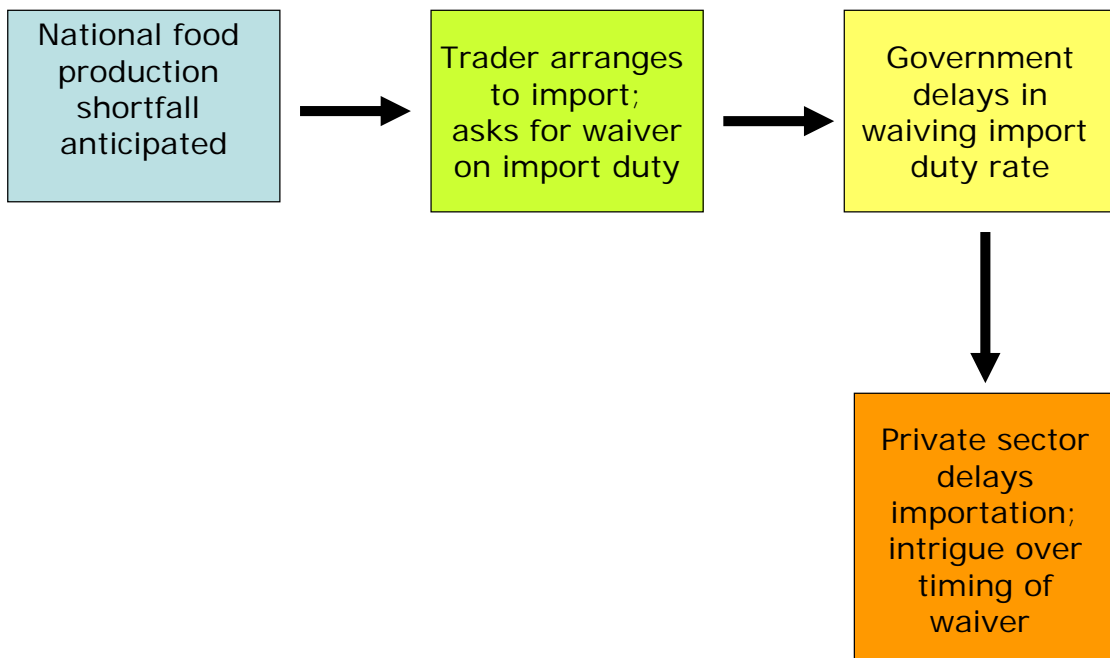 National food
production
shortfall
anticipated
Trader arranges
to import;
asks for waiver
on import duty
Government
delays in
waiving import
duty rate
Private sector
delays
importation;
intrigue over
timing of
waiver